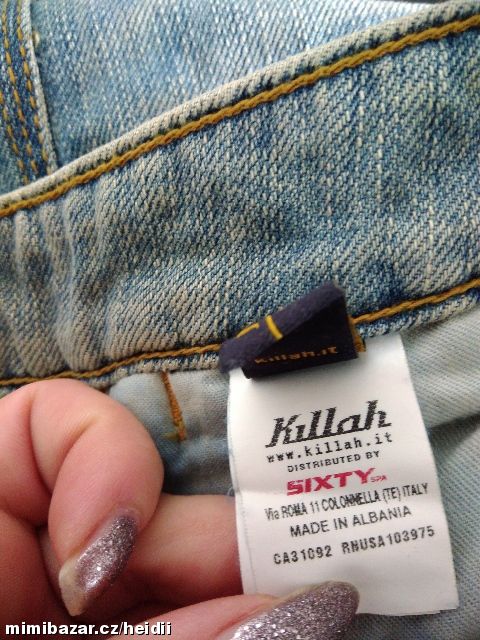 killah.it
Killah
www.killah.it
DISTRIBUTED BY
SIXTY SPA
Via ROMA 11 COLONNELLA (TE) ITALY
MADE IN ALBANIA
CA31092 RNUSA103975
mimibazar.cz/heidii